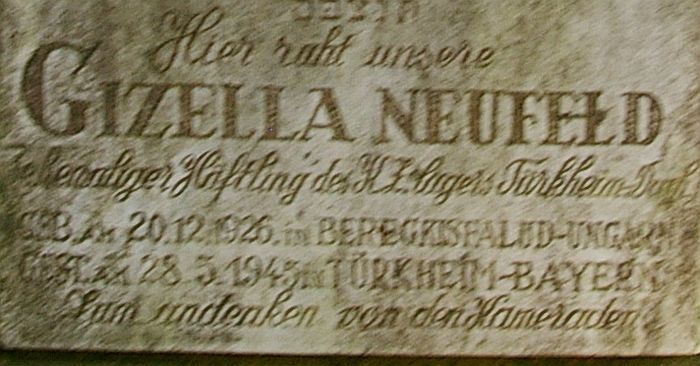 Hier ruht unsere
GIZELLA NEUFELD
ehemaliger Häftling des K.Z. lagers Türkheim
GEB. AM 20.12.1926. in BEREGKISFALUD-UNGARN
GEST. AM 28.5.1945 in TÜRKHEIM-BAYERN
Zum andenken von den Kameraden